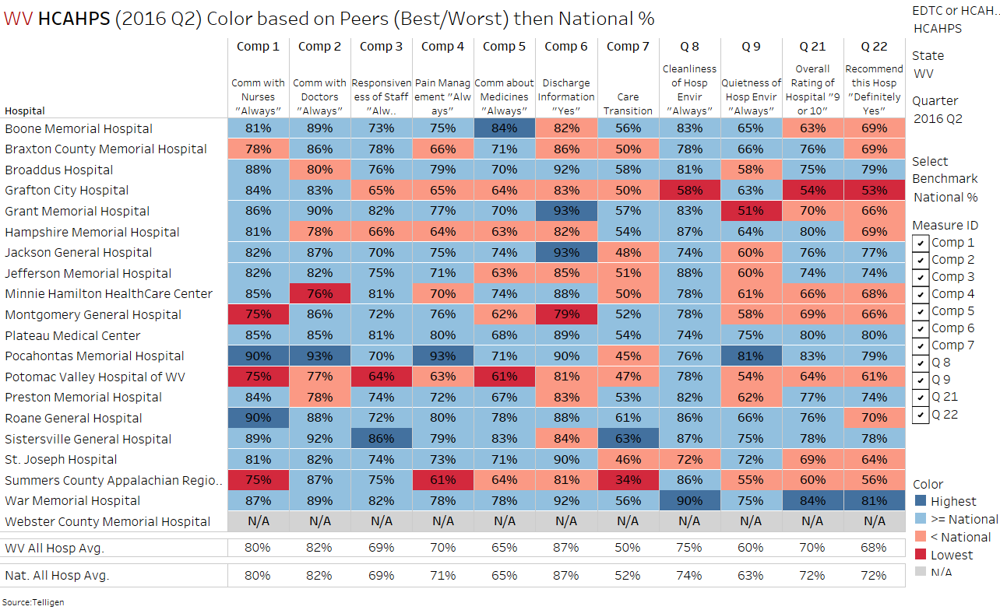 WV HCAHPS (2016 Q2) Color based on Peers (Best/Worst) then National %
EDTC or HCAH..
HCAHPS
State
WV
Quarter
2016 Q2
Select
Benchmark
National %
Measure ID
Comp 1
Comp 2
Comp 3
Comp 4
Comp 5
Comp 6
Comp 7
Q 8
Q 9
Q 21
Q 22
Color
Highest
>= National
< National
Lowest
N/A
Comp 1 Comp 2 Comp 3 Comp 4 Comp 5 Comp 6 Comp 7 Q 8 Q 9 Q 21 Q 22
Cleanliness Overall Recommend
Comm with Comm with Responsiven Pain Manag Comm about Discharge of Hosp Quietness of Rating of this Hosp
Nurses Doctors ess of Staff ement "Alw Medicines Information Care Envir Hosp Envir Hospital "9 "Definitely
Hospital "Always" "Always" "Alw.. ays" "Always" "Yes" Transition "Always" "Always" or 10" Yes"
Boone Memorial Hospital 81% 89% 73% 75% 84% 82% 56% 83% 65% 63% 69%
Braxton County Memorial Hospital 78% 86% 78% 66% 71% 86% 50% 78% 66% 76% 69%
Broaddus Hospital 88% 80% 76% 79% 70% 92% 58% 81% 58% 75% 79%
Grafton City Hospital 84% 83% 65% 65% 64% 83% 50% 58% 63% 54% 53%
Grant Memorial Hospital 86% 90% 82% 77% 70% 93% 57% 83% 51% 70% 66%
Hampshire Memorial Hospital 81% 78% 66% 64% 63% 82% 54% 87% 64% 80% 69%
Jackson General Hospital 82% 87% 70% 75% 74% 93% 48% 74% 60% 76% 77%
Jefferson Memorial Hospital 82% 82% 75% 71% 63% 85% 51% 88% 60% 74% 74%
Minnie Hamilton HealthCare Center 85% 76% 81% 70% 74% 88% 50% 78% 61% 66% 68%
Montgomery General Hospital 75% 86% 72% 76% 62% 79% 52% 78% 58% 69% 66%
Plateau Medical Center 85% 85% 81% 80% 68% 89% 54% 74% 75% 80% 80%
Pocahontas Memorial Hospital 90% 93% 70% 93% 71% 90% 45% 76% 81% 83% 79%
Potomac Valley Hospital of WV 75% 77% 64% 63% 61% 81% 47% 78% 54% 64% 61%
Preston Memorial Hospital 84% 78% 74% 72% 67% 83% 53% 82% 62% 77% 74%
Roane General Hospital 90% 88% 72% 80% 78% 88% 61% 86% 66% 76% 70%
Sistersville General Hospital 89% 92% 86% 79% 83% 84% 63% 87% 75% 78% 78%
St. Joseph Hospital 81% 82% 74% 73% 71% 90% 46% 72% 72% 69% 64%
Summers County Appalachian Regio.. 75% 87% 75% 61% 64% 81% 34% 86% 55% 60% 56%
War Memorial Hospital 87% 89% 82% 78% 78% 92% 56% 90% 75% 84% 81%
Webster County Memorial Hospital N/A N/A N/A N/A N/A N/A N/A N/A N/A N/A N/A
WV All Hosp Avg. 80% 82% 69% 70% 65% 87% 50% 75% 60% 70% 68%
Nat. All Hosp Avg. 80% 82% 69% 71% 65% 87% 52% 74% 63% 72% 72%
Source:Telligen